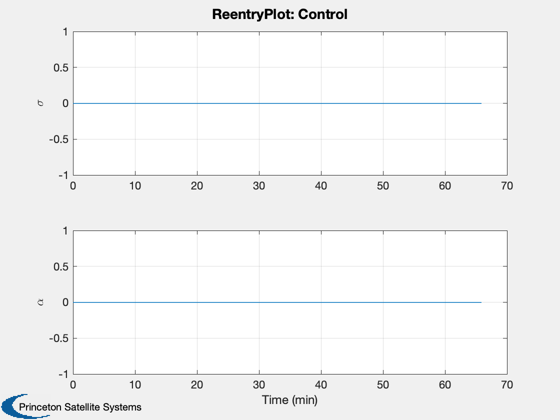 ReentryPlot: Control
1
0.5
σ 0
-0.5
-1
0 10 20 30 40 50 60 70
1
0.5
α 0
-0.5
-1
0 10 20 30 40 50 60 70
Time (min)
Princeton Satellite Systems